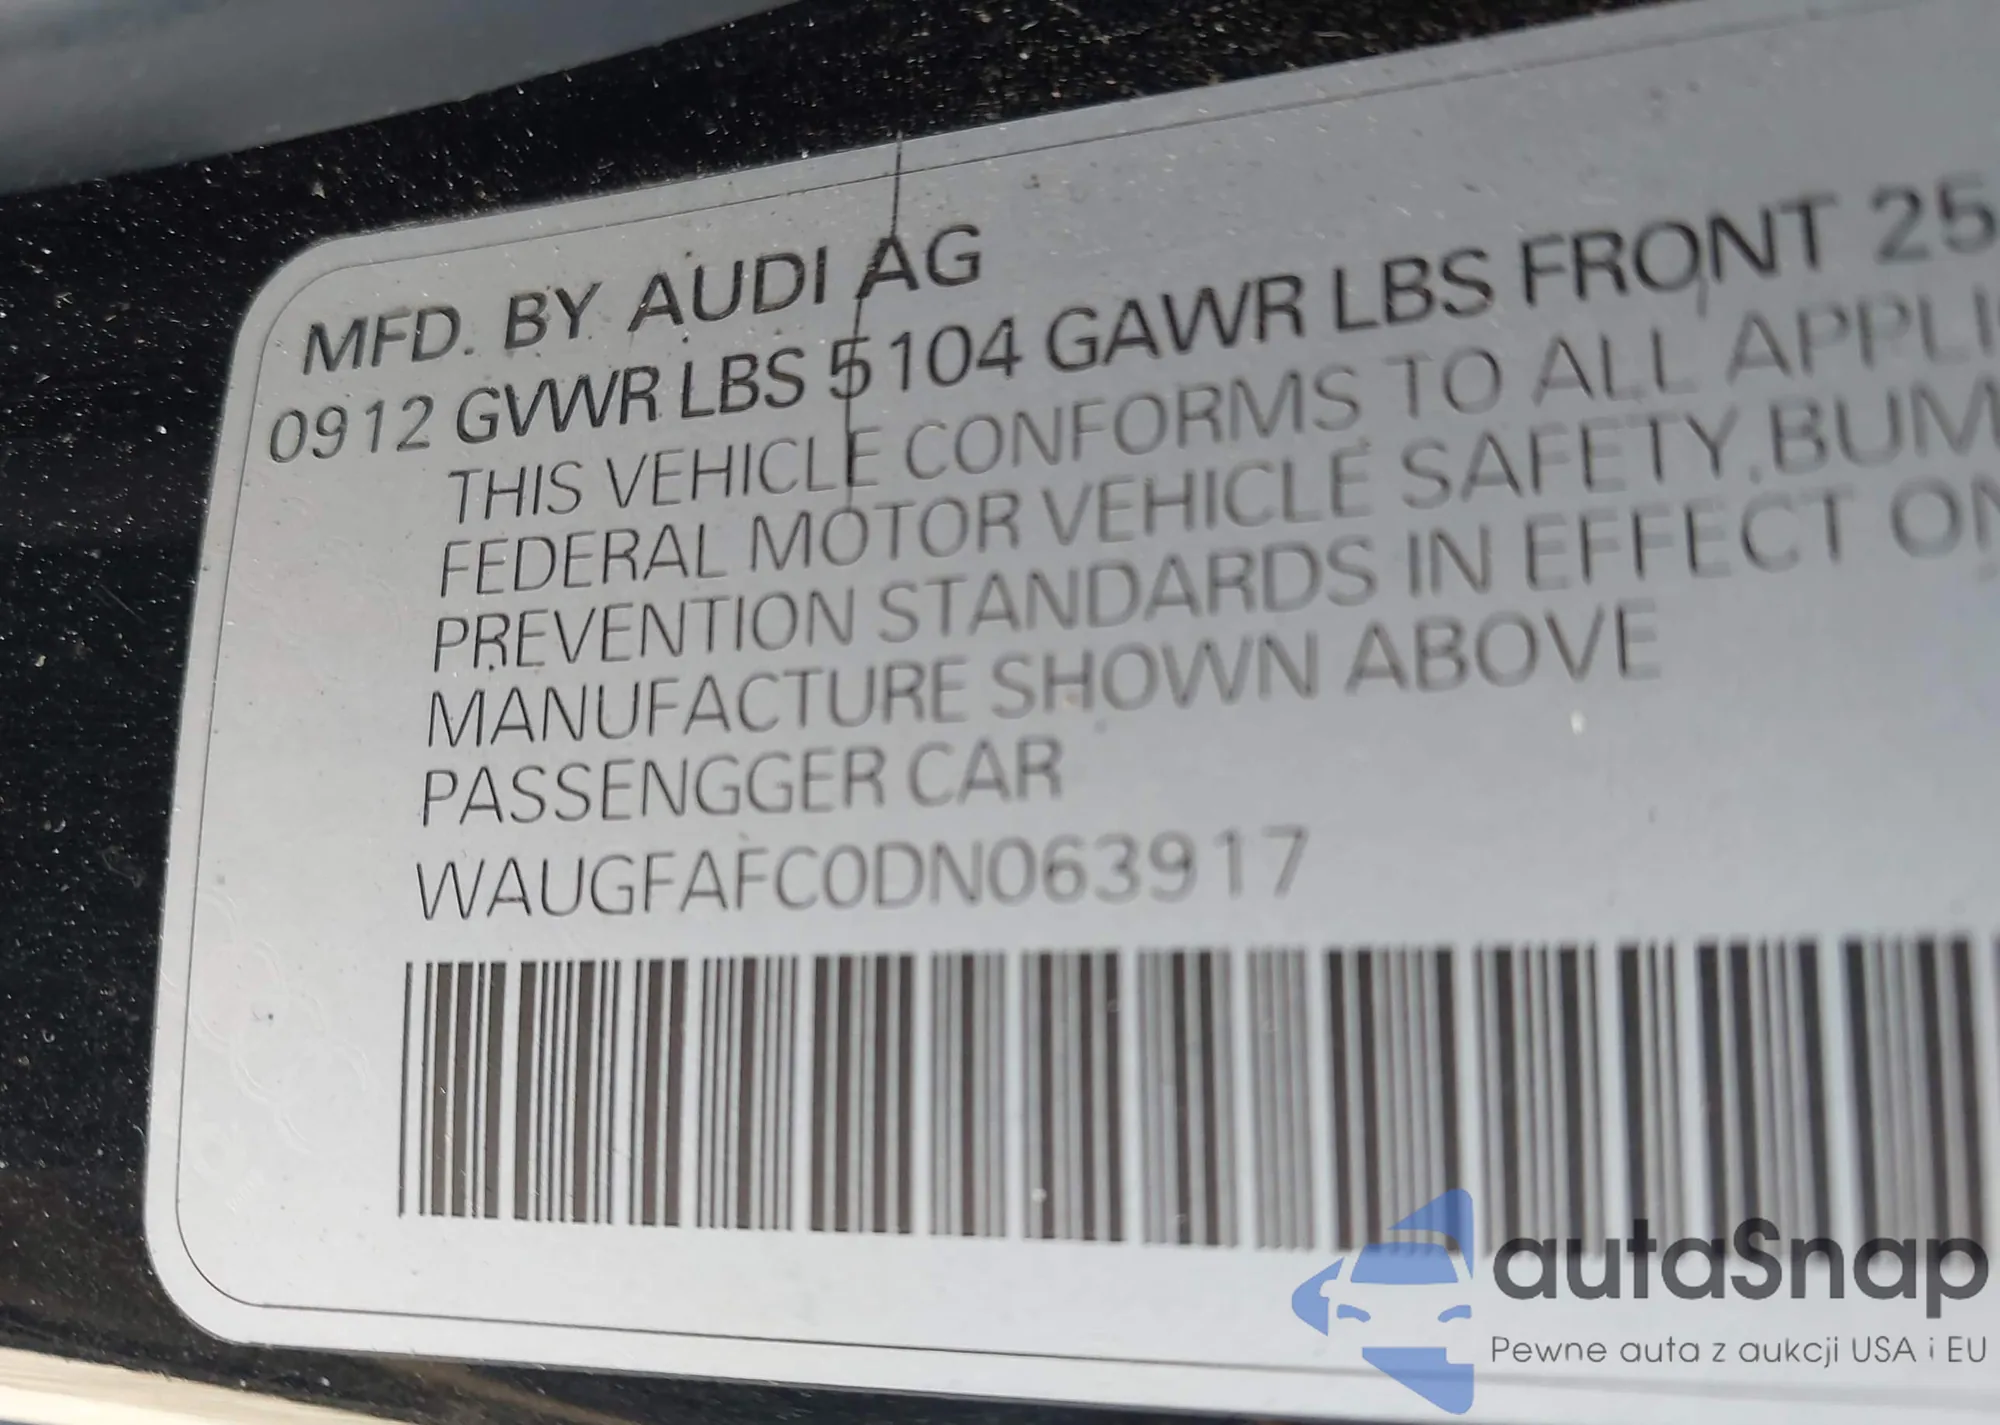 MFD. BY AUDI AG
0912 GVWR LBS 5104 GAWR LBS FRONT 25
THIS VEHICLE CONFORMS TO ALL APPLI
FEDERAL MOTOR VEHICLE SAFETY,BUM
PREVENTION STANDARDS IN EFFECT ON
MANUFACTURE SHOWN ABOVE
PASSENGGER CAR
WAUGFAFC0DN063917
autaSnap
Pewne auta z aukcji USA i EU